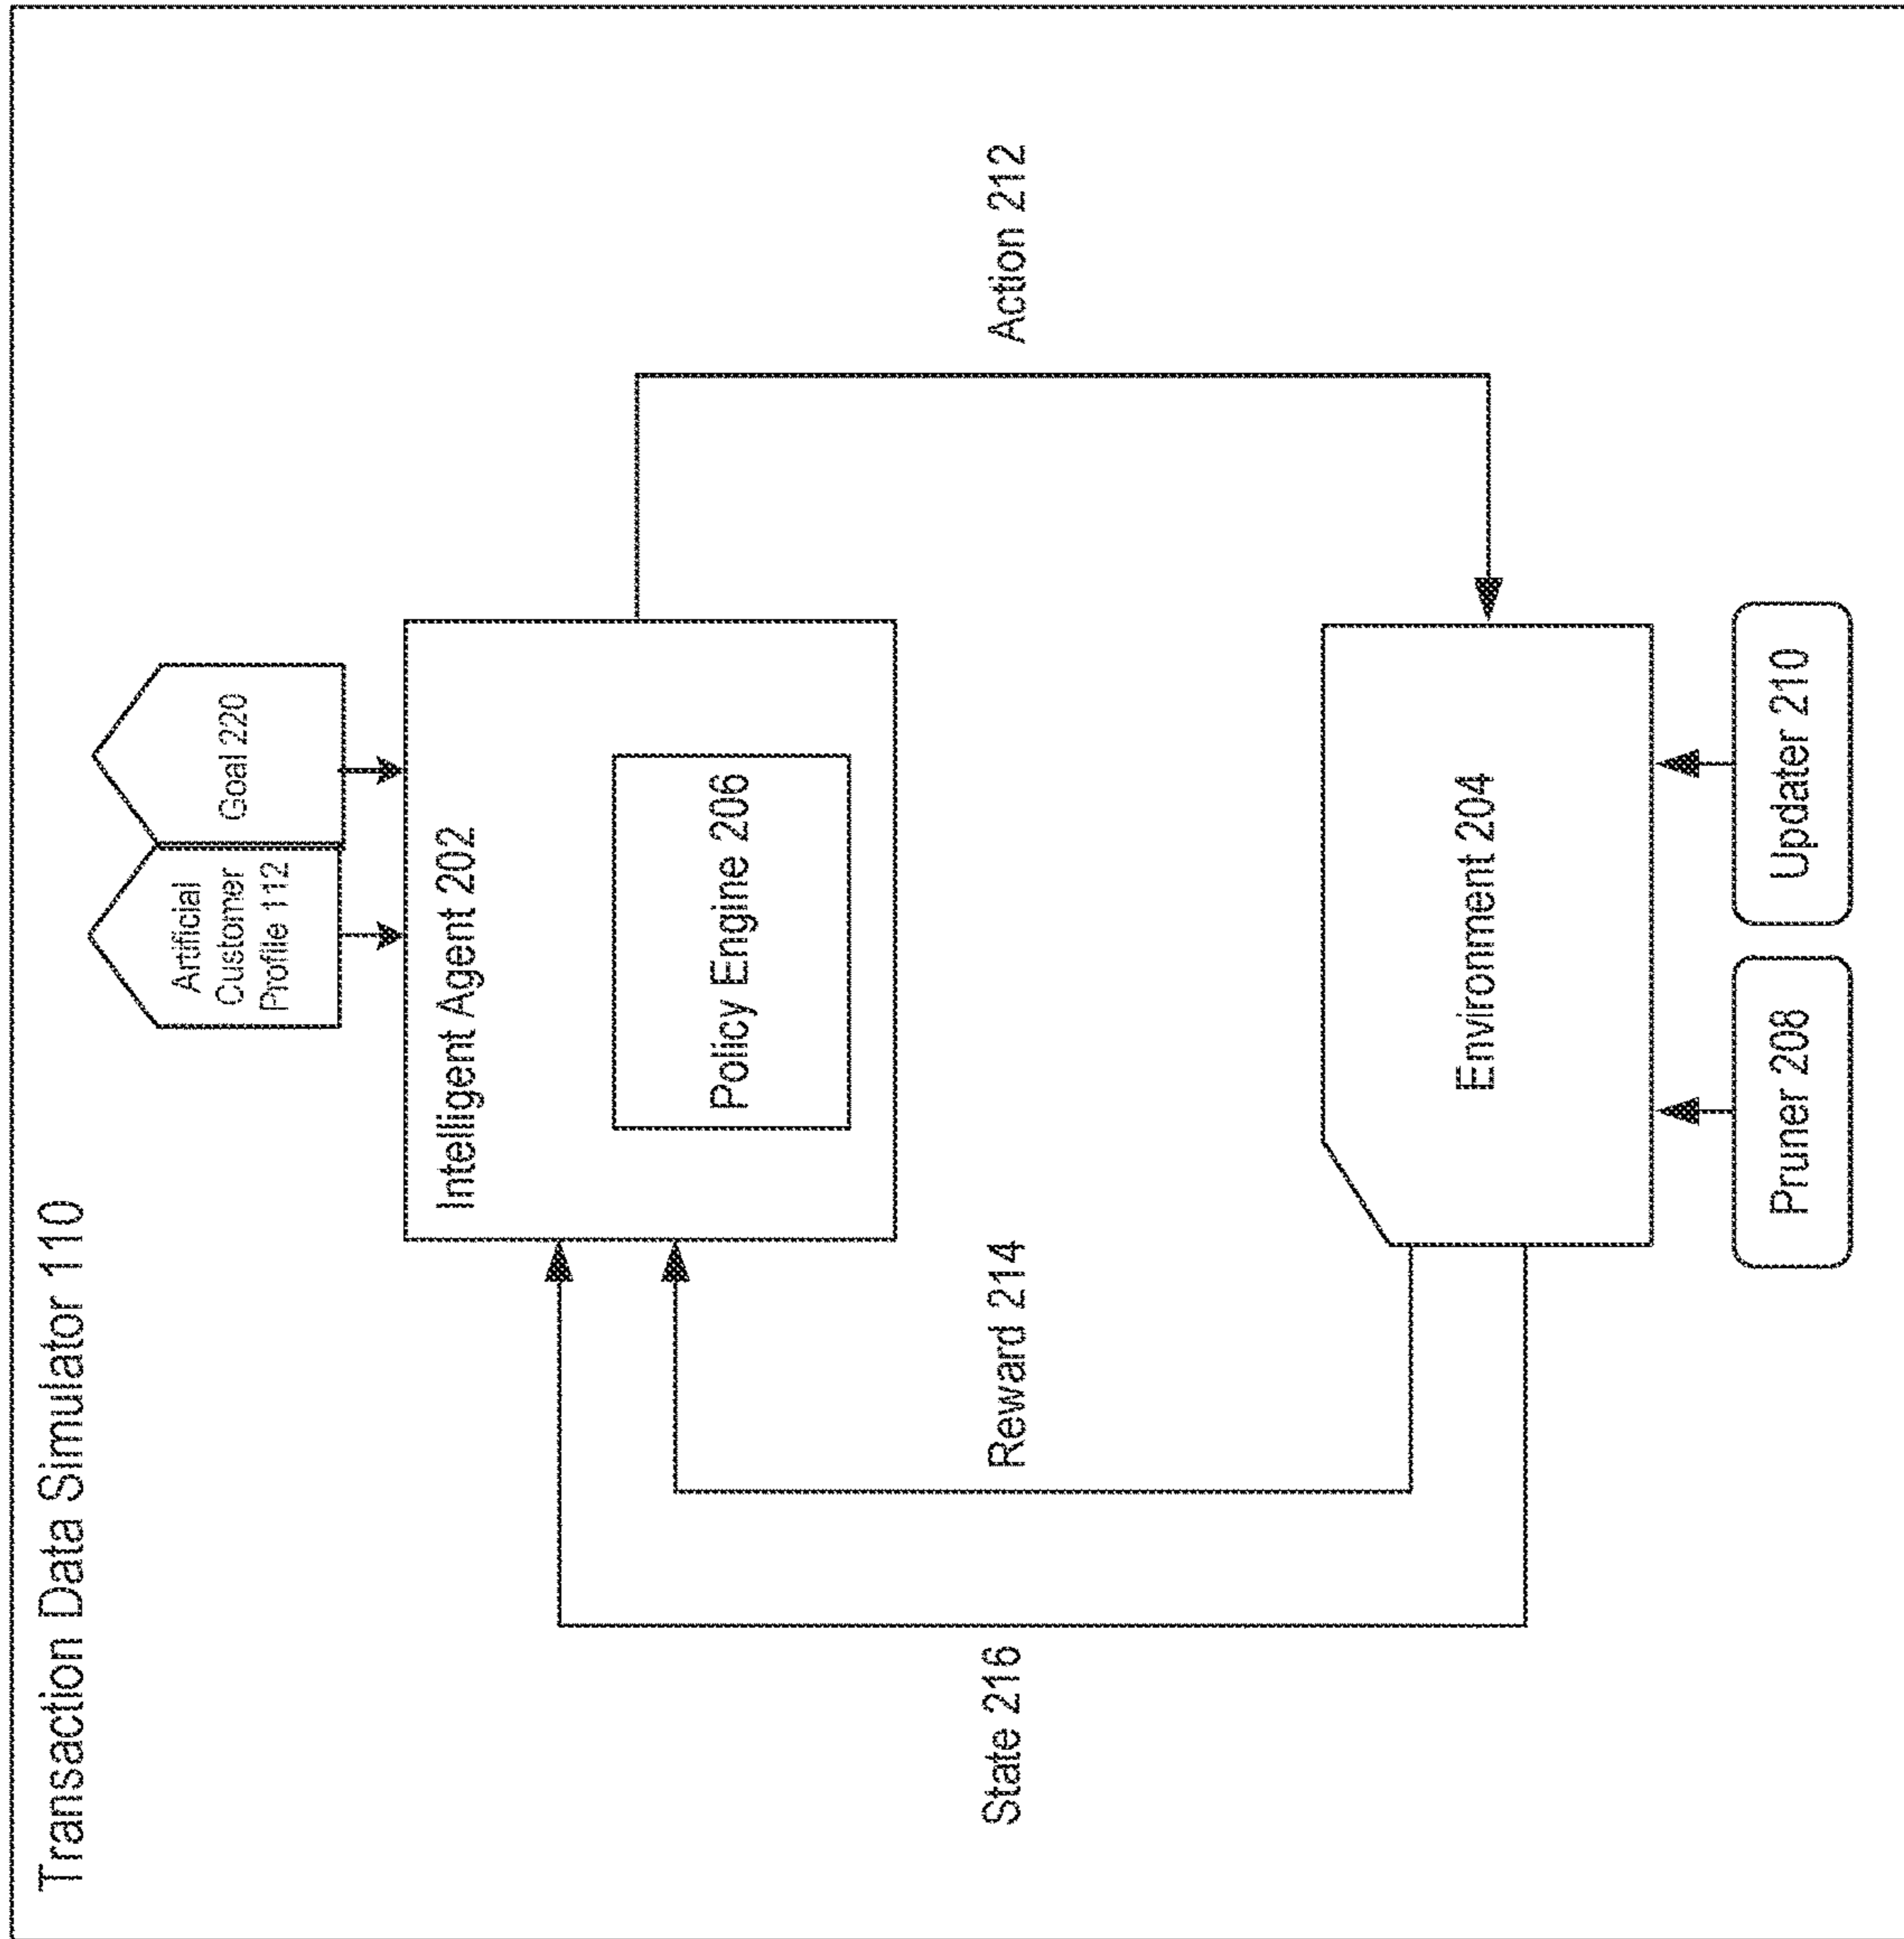 Transaction Data Simulator 110
Artificial
Customer
Profile 112
Goal 220
Intelligent Agent 202
Policy Engine 206
State 216
Reward 214
Action 212
Environment 204
Pruner 208
Updater 210